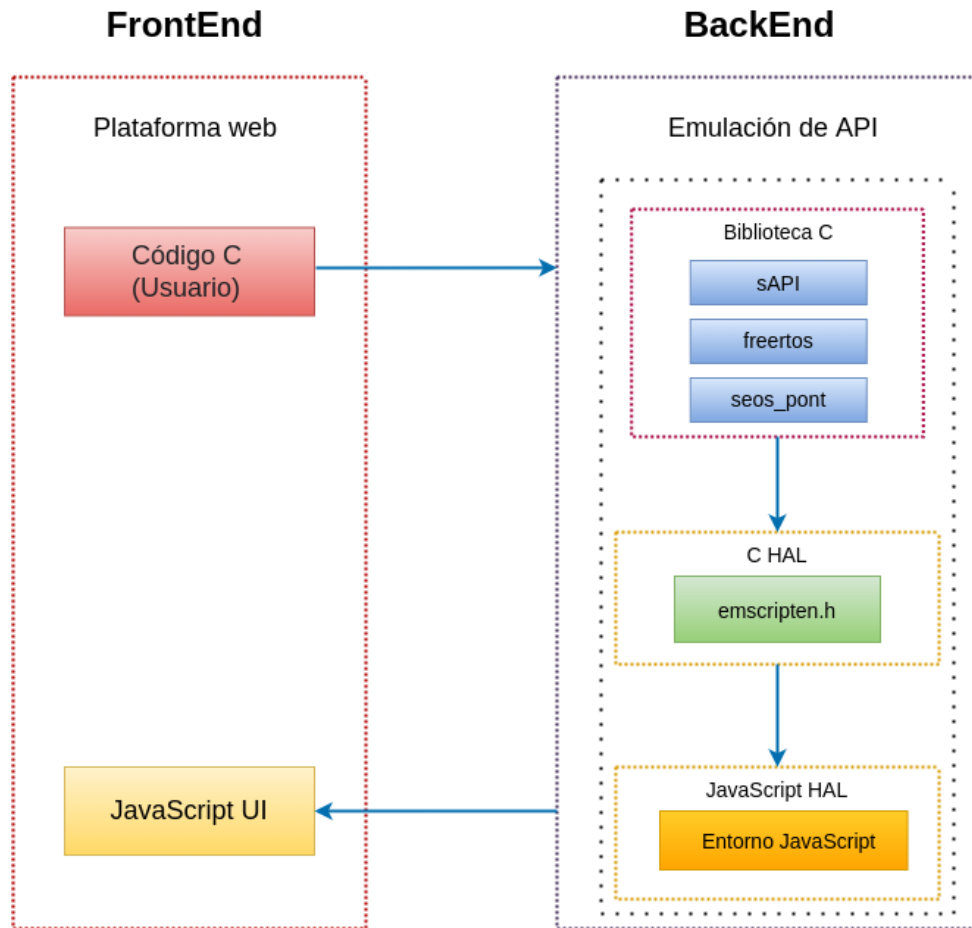 FrontEnd
BackEnd
Plataforma web
Código C
(Usuario)
JavaScript UI
Emulación de API
Biblioteca C
sAPI
freertos
seos_pont
C HAL
emscripten.h
JavaScript HAL
Entorno JavaScript